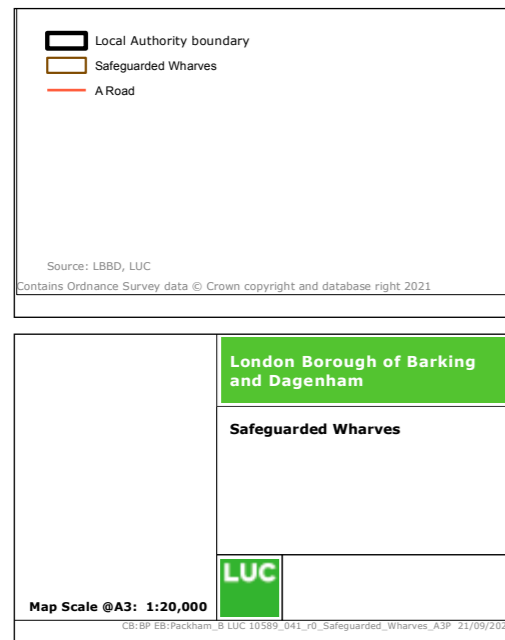 Local Authority boundary
Safeguarded Wharves
A Road
Source: LBBD, LUC
Contains Ordnance Survey data © Crown copyright and database right 2021
London Borough of Barking
and Dagenham
Safeguarded Wharves
LUC
Map Scale @A3: 1:20,000
CB:BP EB:Packham_B LUC 10589_041_r0_Safeguarded_Wharves_A3P 21/09/202